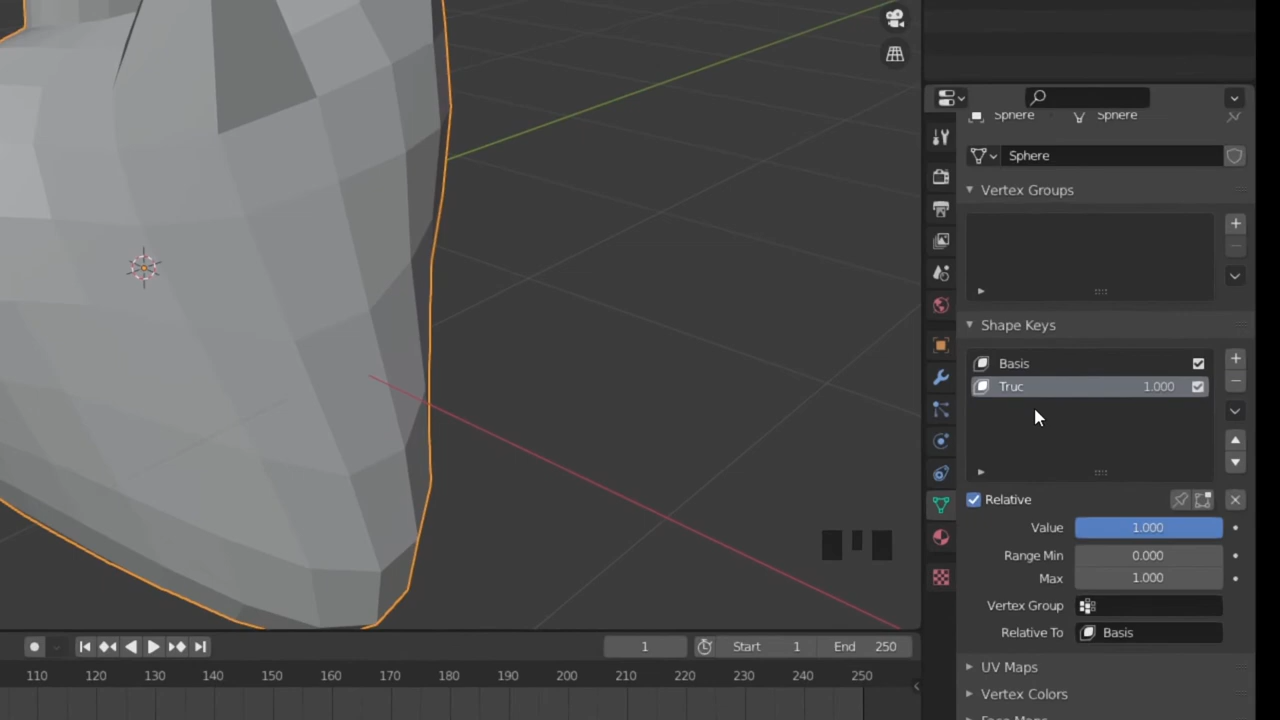 Sphere Sphere
Sphere
Vertex Groups
Shape Keys
Basis
Truc 1.000
Relative
Value 1.000
Range Min 0.000
Max 1.000
Vertex Group
Relative To Basis
1 Start 1 End 250
110 120 130 140 150 160 170 180 190 200 210 220 230 240 250
UV Maps
Vertex Colors
Face Maps